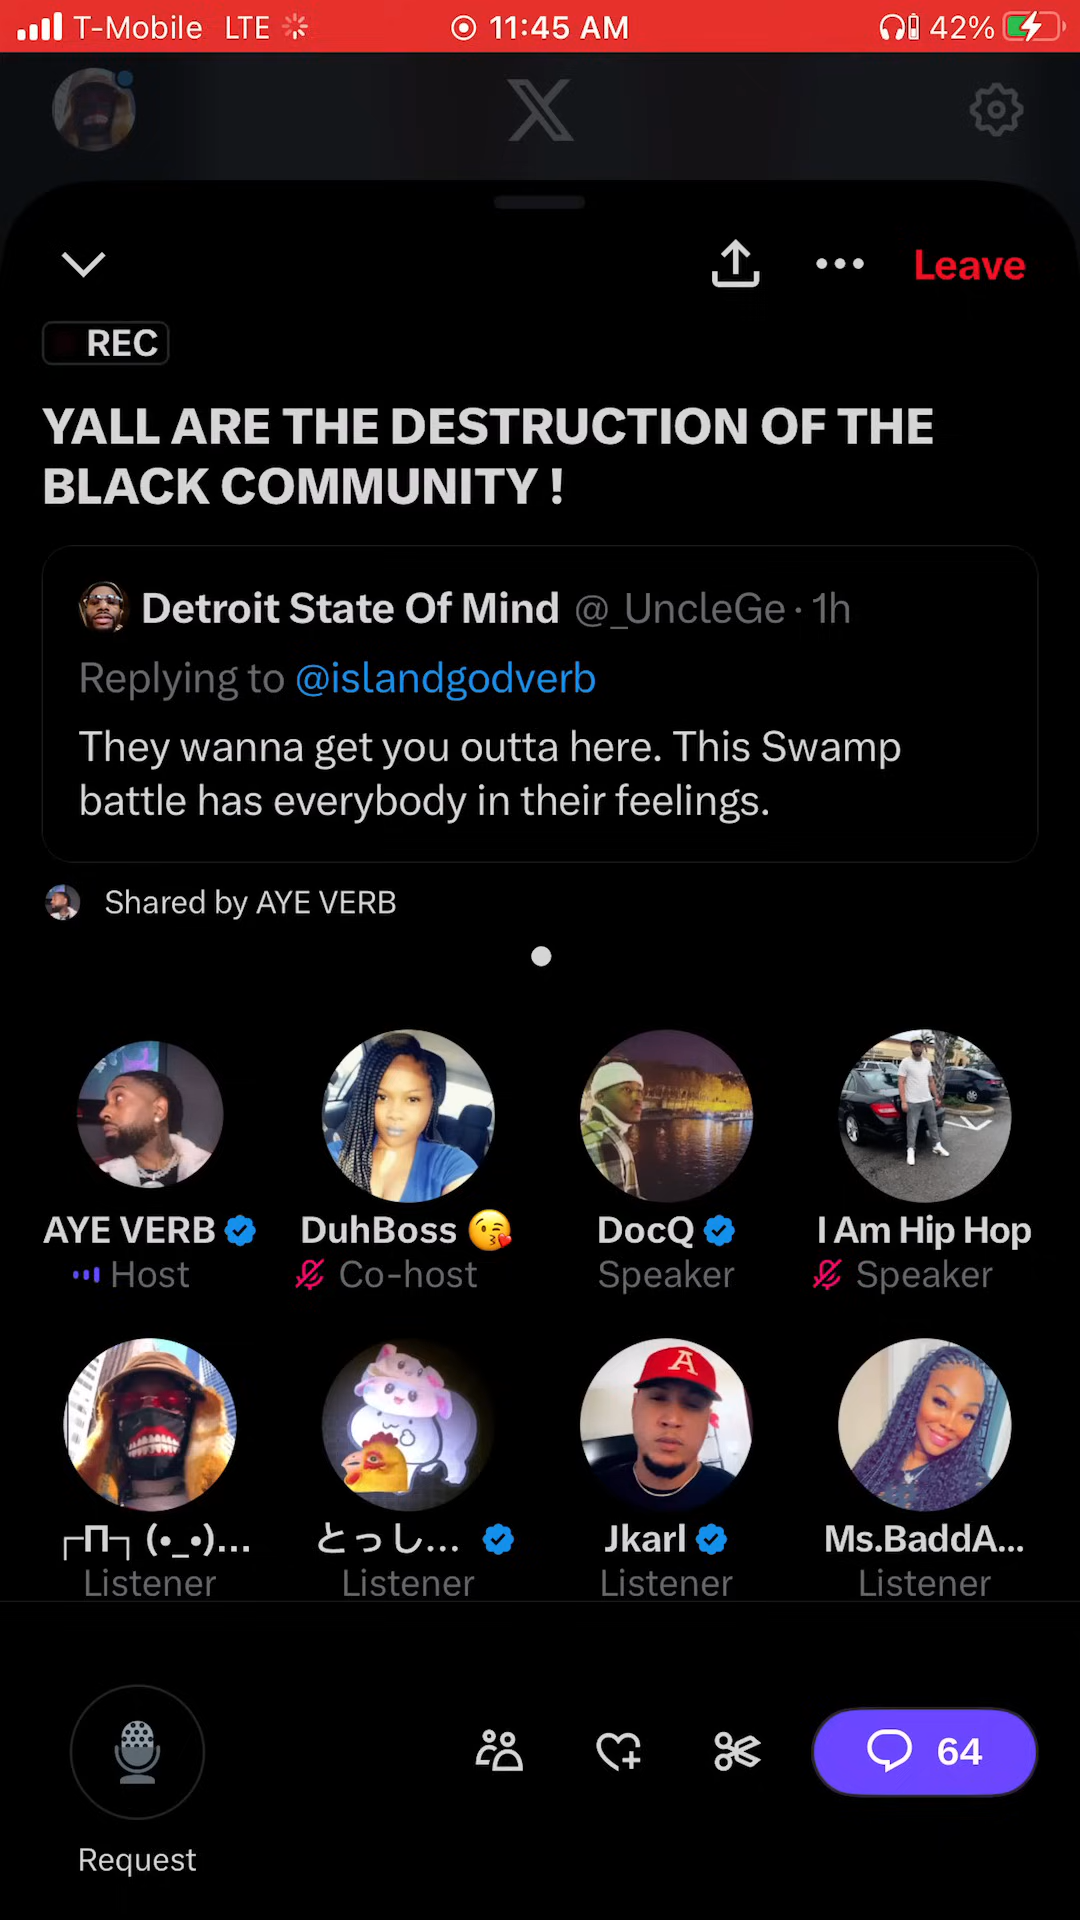 T-Mobile LTE 11:45 AM 42%
Leave
REC
YALL ARE THE DESTRUCTION OF THE
BLACK COMMUNITY !
Detroit State Of Mind @_UncleGe · 1h
Replying to @islandgodverb
They wanna get you outta here. This Swamp
battle has everybody in their feelings.
Shared by AYE VERB
AYE VERB DuhBoss 😘 DocQ I Am Hip Hop
Host Co-host Speaker Speaker
A
┌П┐ (•_•)... とっし... Jkarl Ms.BaddA...
Listener Listener Listener Listener
64
Request